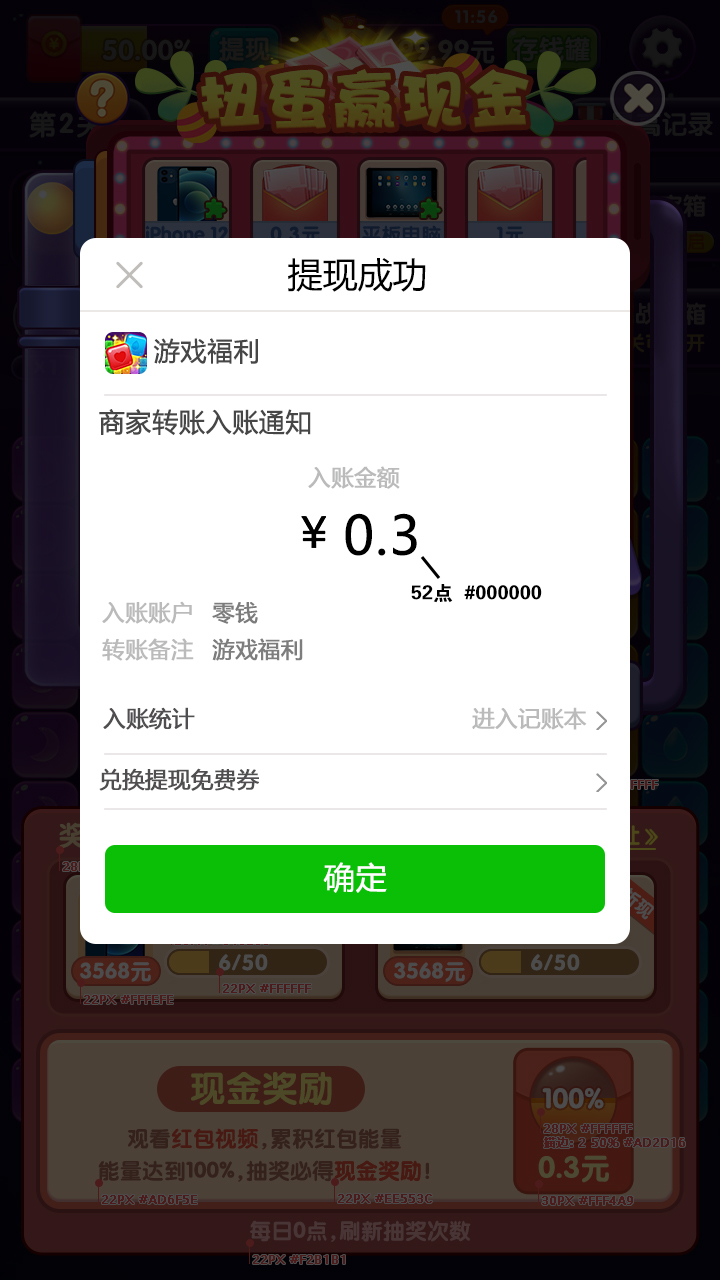 11:56
50.00%
提现
99元
存钱罐
扭蛋赢现金
?
第2关
高记录
iPhone 12
0.3元
平板电脑
1元
箱
提现成功
箱
开
游戏福利
商家转账入账通知
入账金额
¥ 0.3
52点 #000000
入账账户 零钱
转账备注 游戏福利
入账统计 进入记账本
兑换提现免费券
确定
3568元
6/50
3568元
6/50
22PX #FFFEFE
22PX #FFFFFF
现金奖励
100%
观看红包视频,累积红包能量
28PX #FFFFFF
描边: 2 50% #AD2D16
能量达到100%,抽奖必得现金奖励!
0.3元
22PX #AD6F5E
22PX #EE553C
30PX #FFF4A9
每日0点,刷新抽奖次数
22PX #F2B1B1